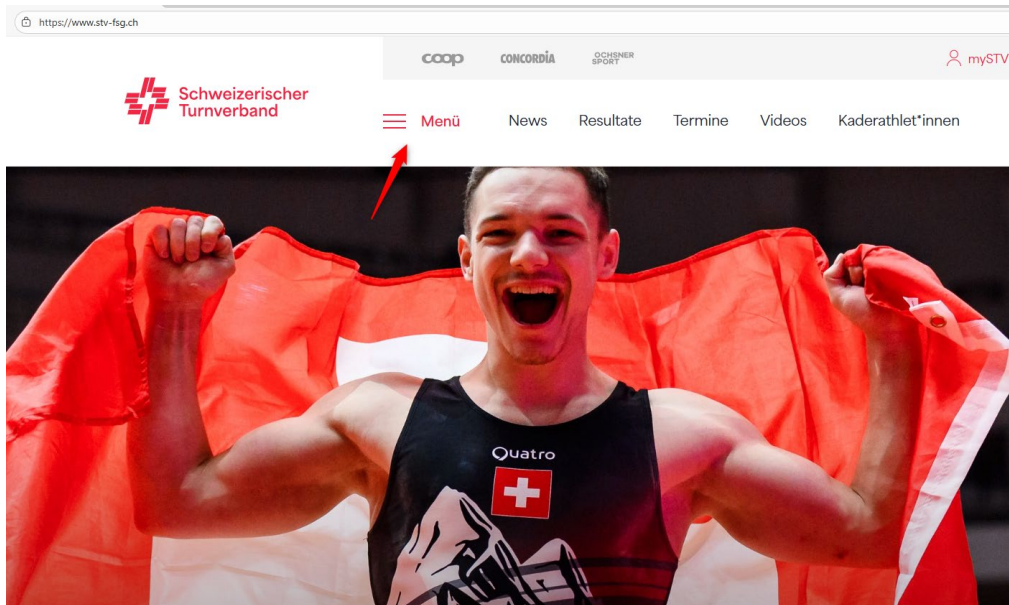 https://www.stv-fsg.ch
coop CONCORDIA OCHSNER SPORT mySTV
Schweizerischer
Turnverband
Menü News Resultate Termine Videos Kaderathlet*innen
Quatro